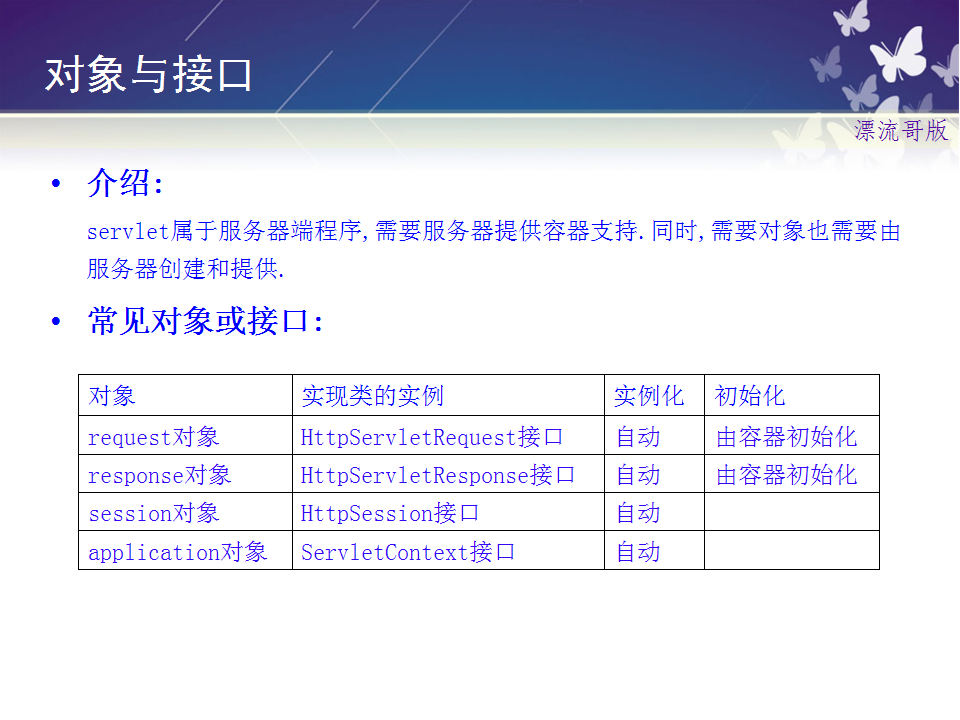 对象与接口
漂流哥版
• 介绍:
servlet属于服务器端程序,需要服务器提供容器支持.同时,需要对象也需要由
服务器创建和提供.
• 常见对象或接口:
对象 实现类的实例 实例化 初始化
request对象 HttpServletRequest接口 自动 由容器初始化
response对象 HttpServletResponse接口 自动 由容器初始化
session对象 HttpSession接口 自动
application对象 ServletContext接口 自动